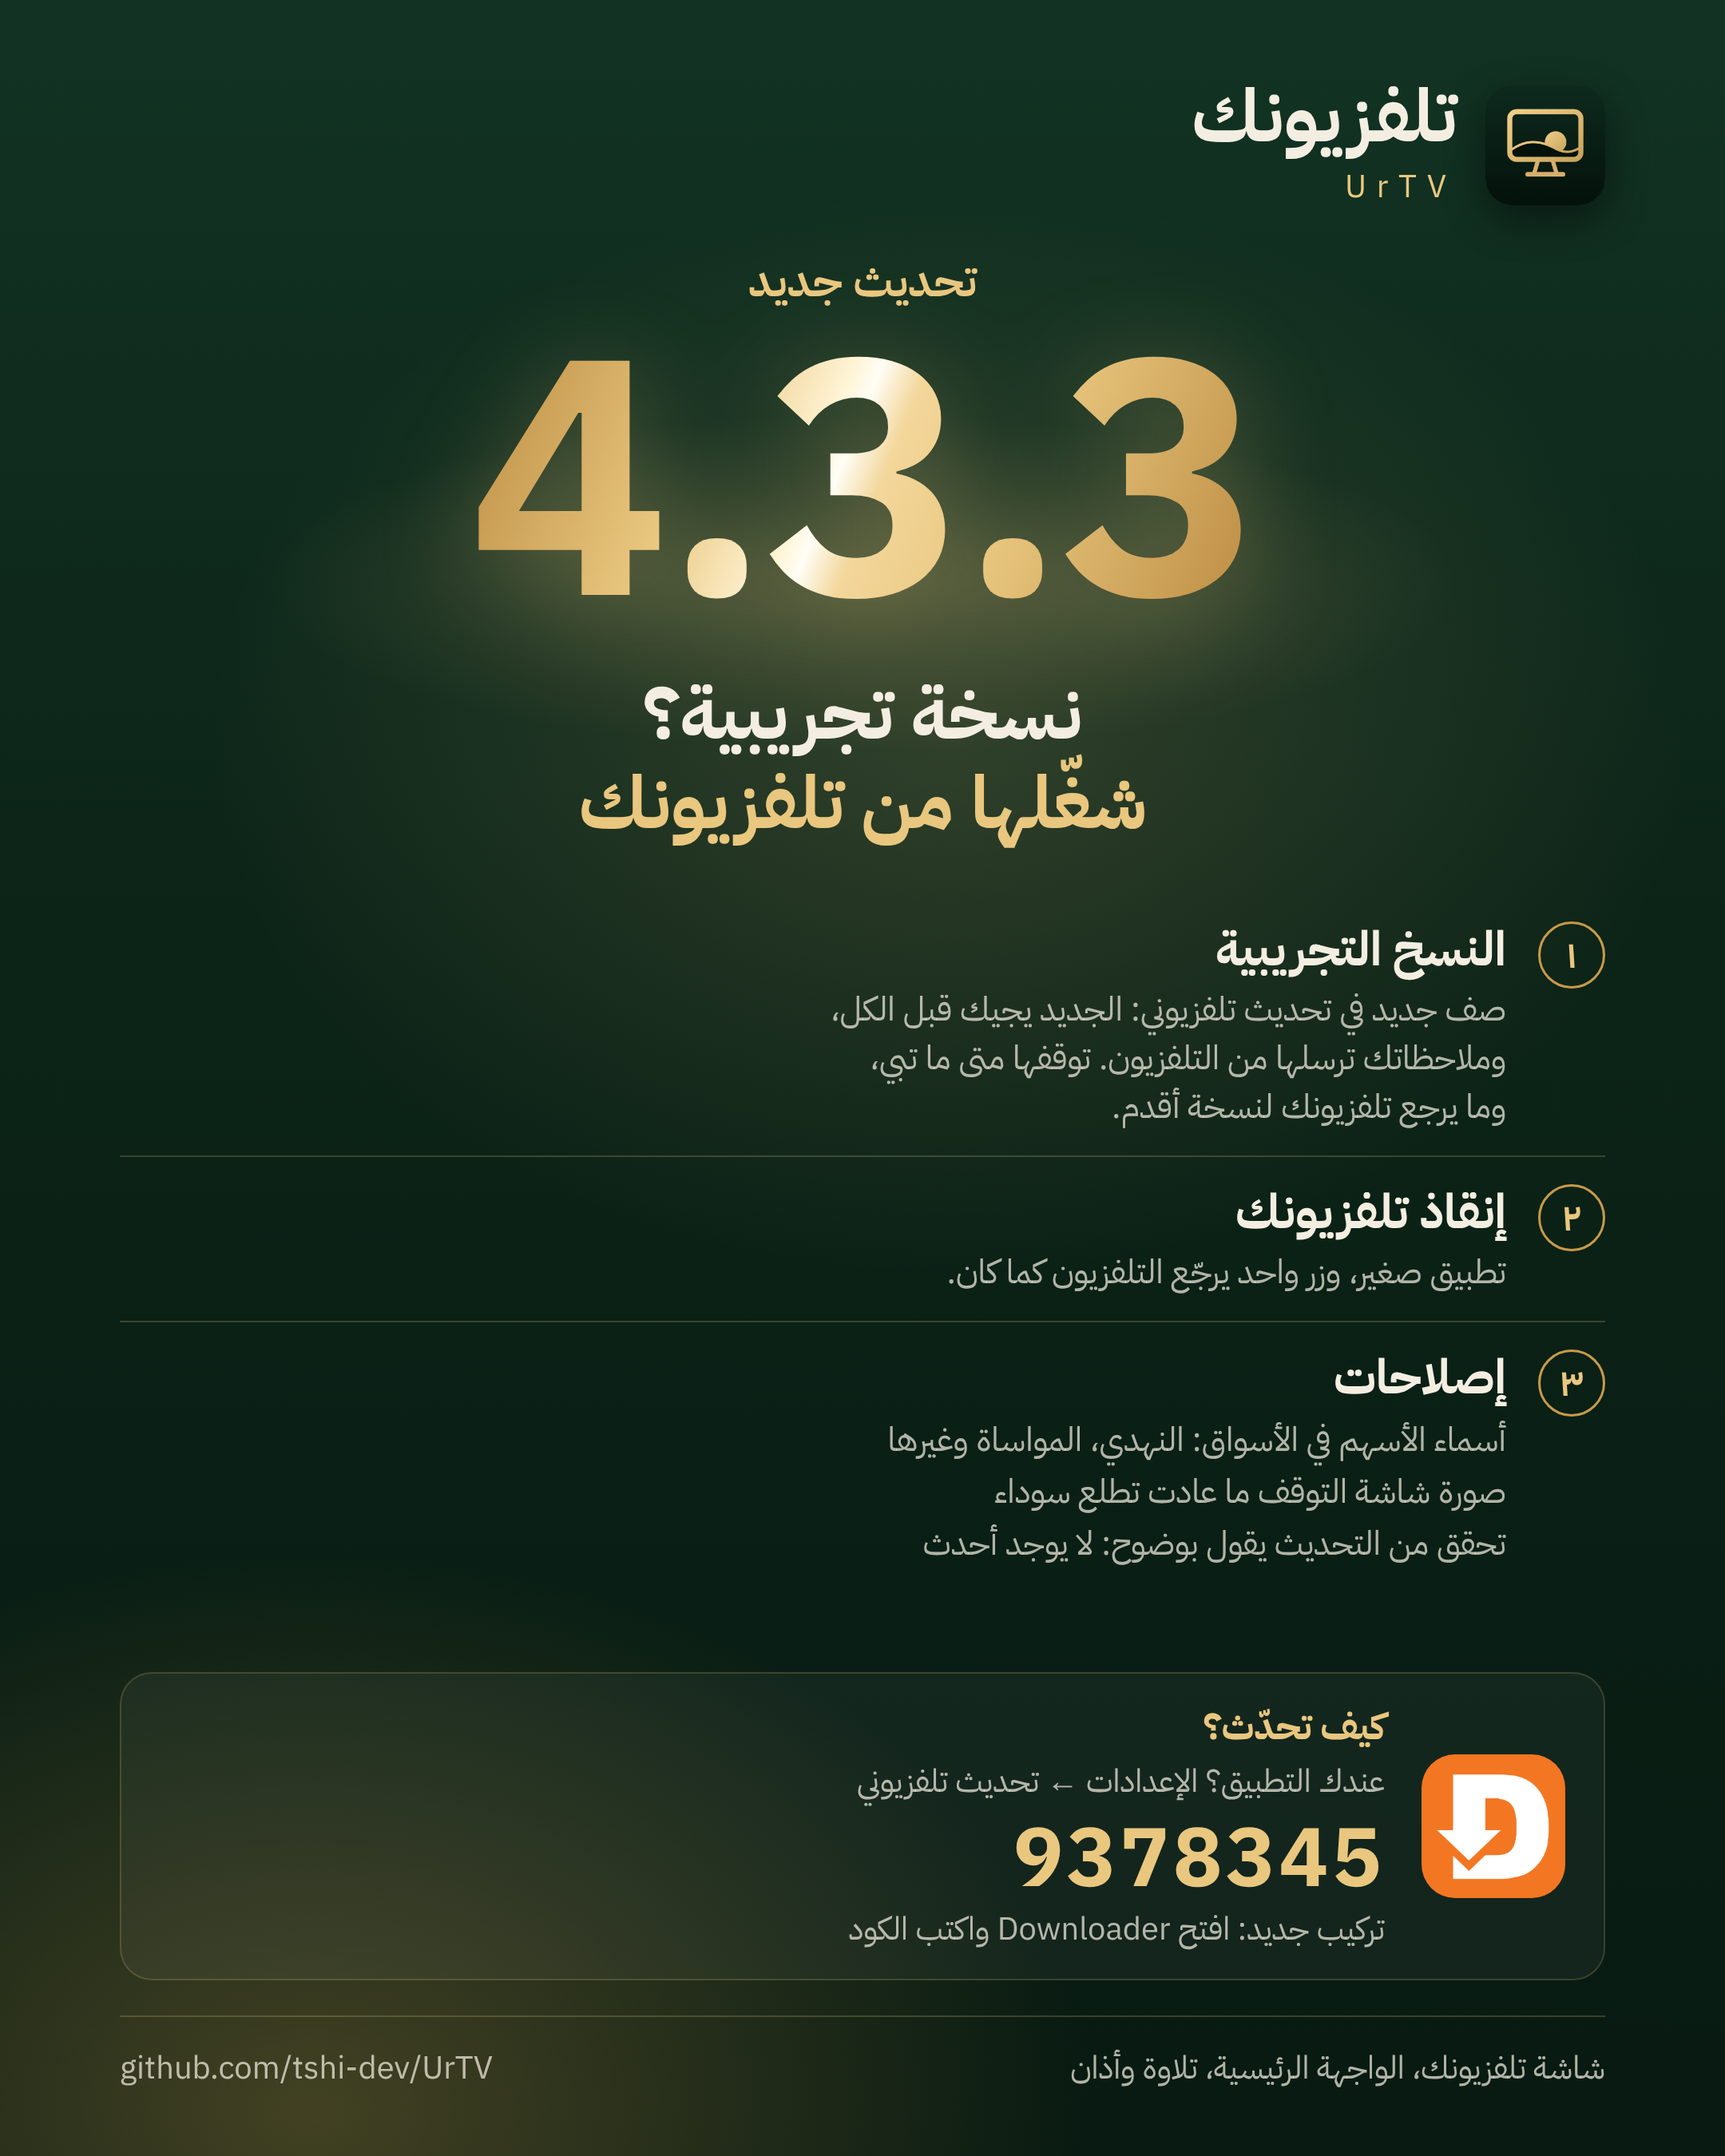 تلفزيونك
UrTV
تحديث جديد
4.3.3
نسخة تجريبية؟
شغّلها من تلفزيونك
١
النسخ التجريبية
صف جديد في تحديث تلفزيوني: الجديد يجيك قبل الكل،
وملاحظاتك ترسلها من التلفزيون. توقفها متى ما تبي،
وما يرجع تلفزيونك لنسخة أقدم.
٢
إنقاذ تلفزيونك
تطبيق صغير، وزر واحد يرجّع التلفزيون كما كان.
٣
إصلاحات
أسماء الأسهم في الأسواق: النهدي، المواساة وغيرها
صورة شاشة التوقف ما عادت تطلع سوداء
تحقق من التحديث يقول بوضوح: لا يوجد أحدث
كيف تحدّث؟
عندك التطبيق؟ الإعدادات ← تحديث تلفزيوني
9378345
تركيب جديد: افتح Downloader واكتب الكود
شاشة تلفزيونك، الواجهة الرئيسية، تلاوة وأذان
github.com/tshi-dev/UrTV